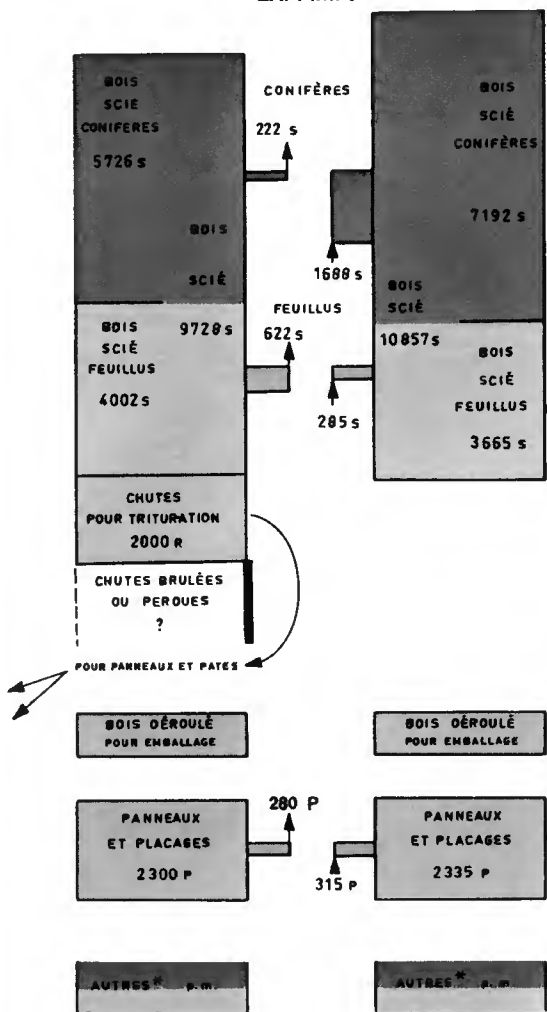 BOIS
SCIÉ
CONIFÈRES
5726 s
BOIS
SCIÉ
9728 s
BOIS
SCIÉ
FEUILLUS
4002 s
CHUTES
POUR TRITURATION
2000 R
CHUTES BRULÉES
OU PERDUES
?
POUR PANNEAUX ET PATES
BOIS DÉROULÉ
POUR EMBALLAGE
PANNEAUX
ET PLACAGES
2300 P
AUTRES* p.m.
CONIFÈRES
222 s
1688 s
FEUILLUS
622 s
285 s
280 P
315 P
BOIS
SCIÉ
CONIFÈRES
7192 s
BOIS
SCIÉ
10857 s
BOIS
SCIÉ
FEUILLUS
3665 s
BOIS DÉROULÉ
POUR EMBALLAGE
PANNEAUX
ET PLACAGES
2335 P
AUTRES* p.m.